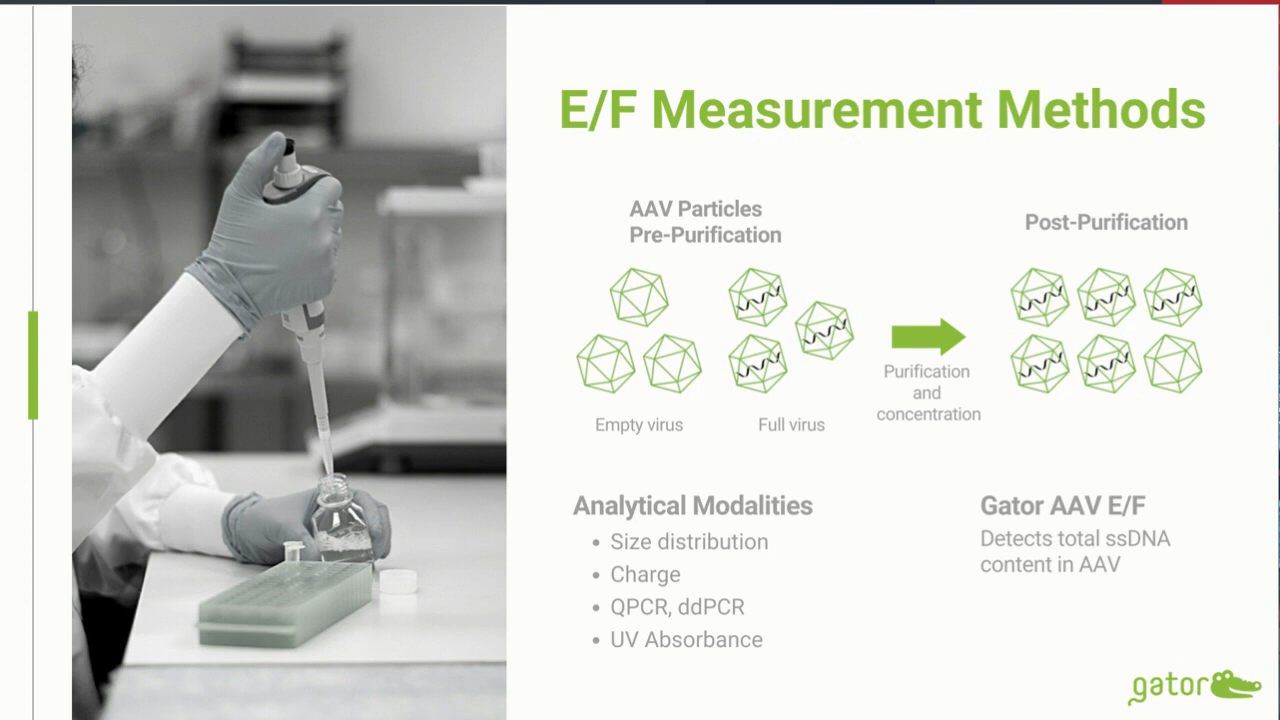 E/F Measurement Methods
AAV Particles
Pre-Purification
Post-Purification
Purification
and
concentration
Empty virus
Full virus
Analytical Modalities
• Size distribution
• Charge
• QPCR, ddPCR
• UV Absorbance
Gator AAV E/F
Detects total ssDNA
content in AAV
gator